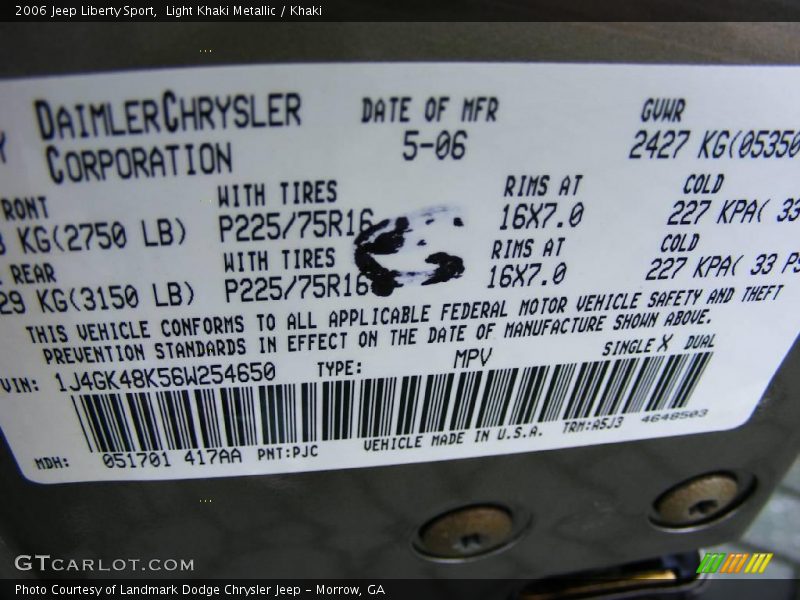 2006 Jeep Liberty Sport,  Light Khaki Metallic / Khaki
DAIMLERCHRYSLER CORPORATION
DATE OF MFR
5-06
GVWR
2427 KG(05350
FRONT
WITH TIRES
RIMS AT
COLD
KG(2750 LB)
P225/75R16
16X7.0
227 KPA( 33
REAR
WITH TIRES
RIMS AT
COLD
29 KG(3150 LB)
P225/75R16
16X7.0
227 KPA( 33 PS
THIS VEHICLE CONFORMS TO ALL APPLICABLE FEDERAL MOTOR VEHICLE SAFETY AND THEFT
PREVENTION STANDARDS IN EFFECT ON THE DATE OF MANUFACTURE SHOWN ABOVE.
VIN: 1J4GK48K56W254650
TYPE:
MPV
SINGLE X DUAL
MDH: 051701 417AA PNT:PJC
VEHICLE MADE IN U.S.A.
TRM:A5J3
4648503
GTCARLOT.COM
Photo Courtesy of Landmark Dodge Chrysler Jeep - Morrow, GA